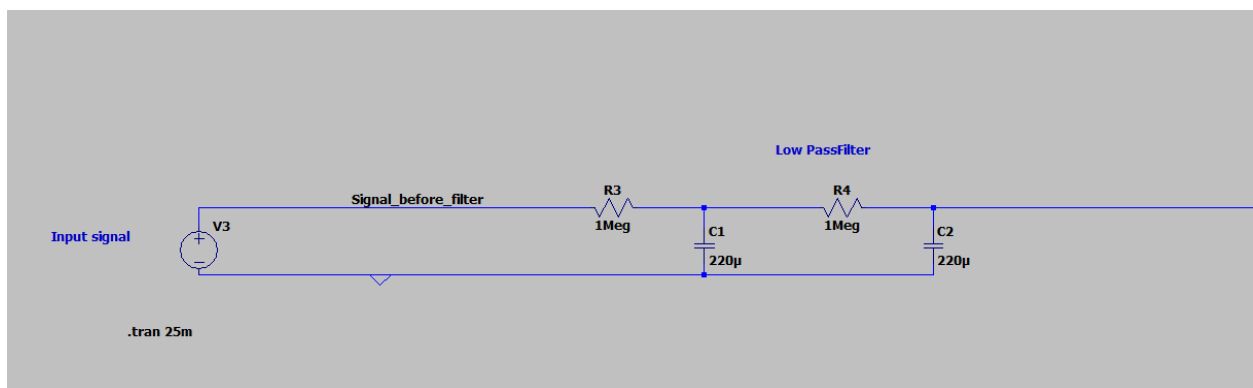 Low PassFilter
Signal_before_filter
R3
R4
1Meg
1Meg
V3
C1
C2
Input signal
220µ
220µ
.tran 25m